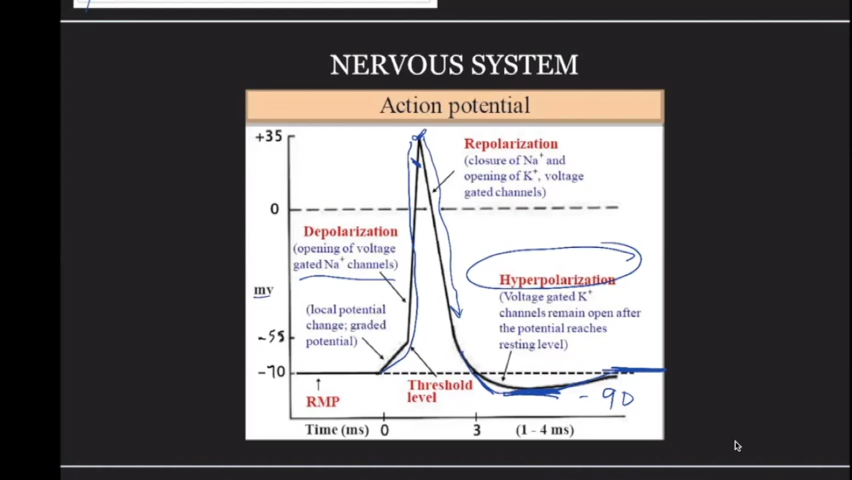 NERVOUS SYSTEM
Action potential
+35
Repolarization
(closure of Na⁺ and
opening of K⁺, voltage
gated channels)
0
Depolarization
(opening of voltage
gated Na⁺ channels)
Hyperpolarization
(Voltage gated K⁺
channels remain open after
the potential reaches
resting level)
mv
(local potential
change; graded
potential)
-55
-70
RMP
Threshold
level
- 90
Time (ms) 0 3 (1 - 4 ms)